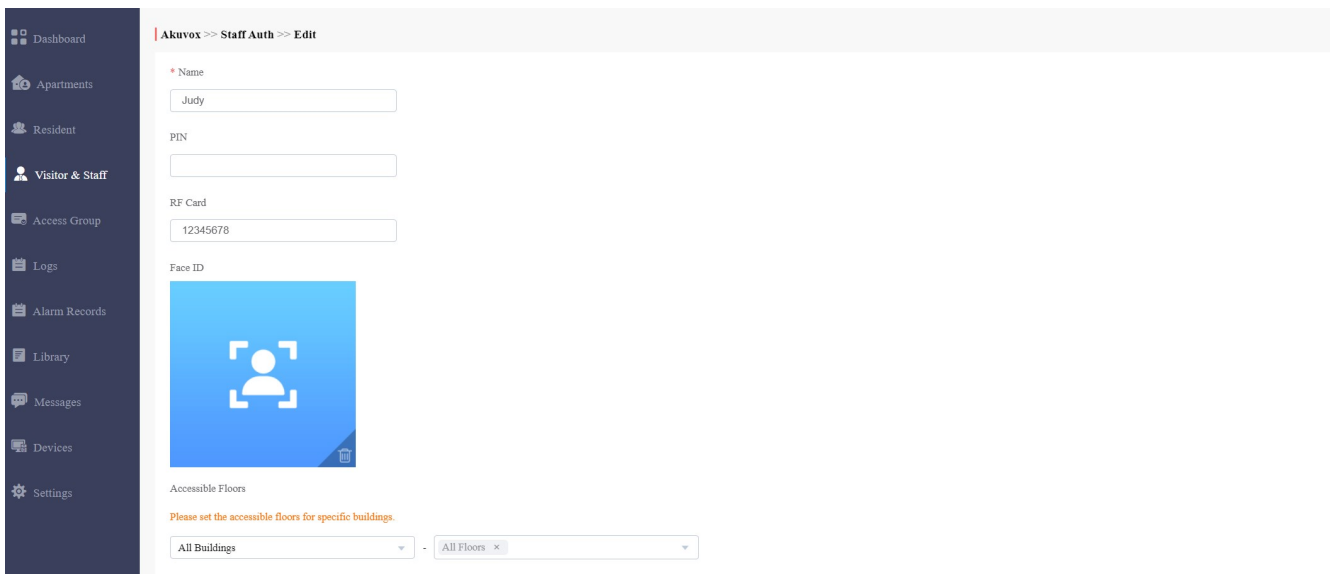 Dashboard
Apartments
Resident
Visitor & Staff
Access Group
Logs
Alarm Records
Library
Messages
Devices
Settings
Akuvox >> Staff Auth >> Edit
* Name
Judy
PIN
RF Card
12345678
Face ID
Accessible Floors
Please set the accessible floors for specific buildings.
All Buildings - All Floors ×